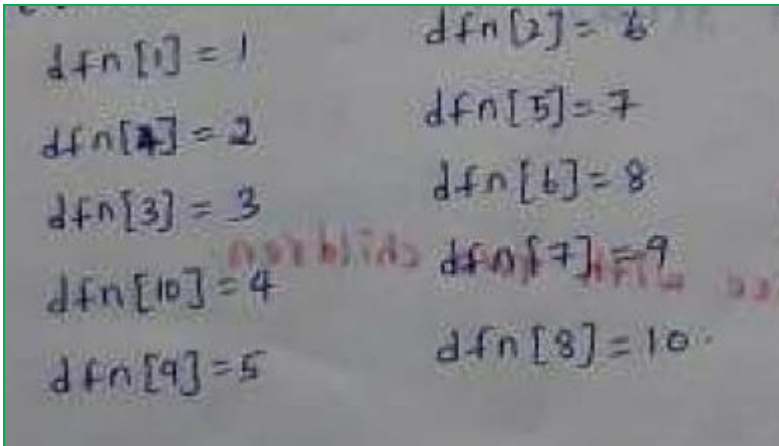 dfn[1] = 1
dfn[4] = 2
dfn[3] = 3
dfn[10] = 4
dfn[9] = 5
dfn[2] = 6
dfn[5] = 7
dfn[6] = 8
dfn[7] = 9
dfn[8] = 10
children